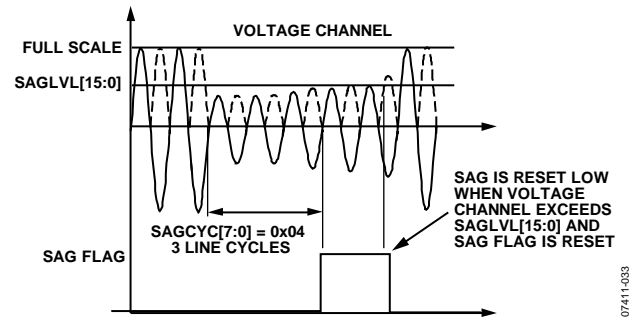 VOLTAGE CHANNEL
FULL SCALE
SAGLVL[15:0]
SAGCYC[7:0] = 0x04
3 LINE CYCLES
SAG IS RESET LOW
WHEN VOLTAGE
CHANNEL EXCEEDS
SAGLVL[15:0] AND
SAG FLAG IS RESET
SAG FLAG
07411-033